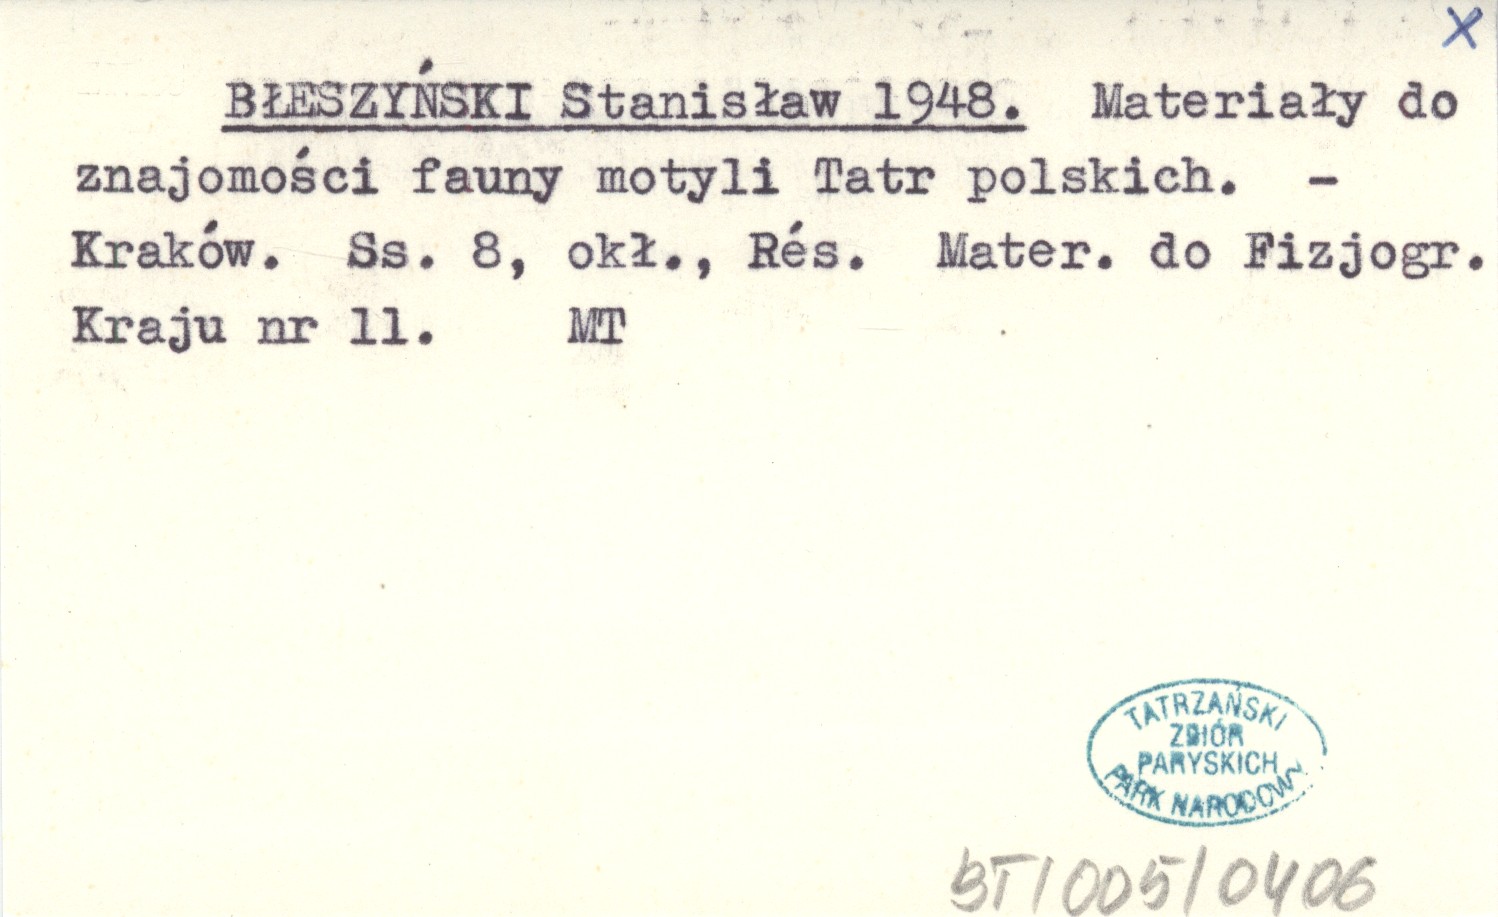 X
BŁESZYŃSKI Stanisław 1948. Materiały do
znajomości fauny motyli Tatr polskich. –
Kraków. Ss. 8, okł., Rés. Mater. do Fizjogr.
Kraju nr 11. MT
TATRZAŃSKI
ZBIÓR
PARYSKICH
PARK NARODOWY
BT/005/0406